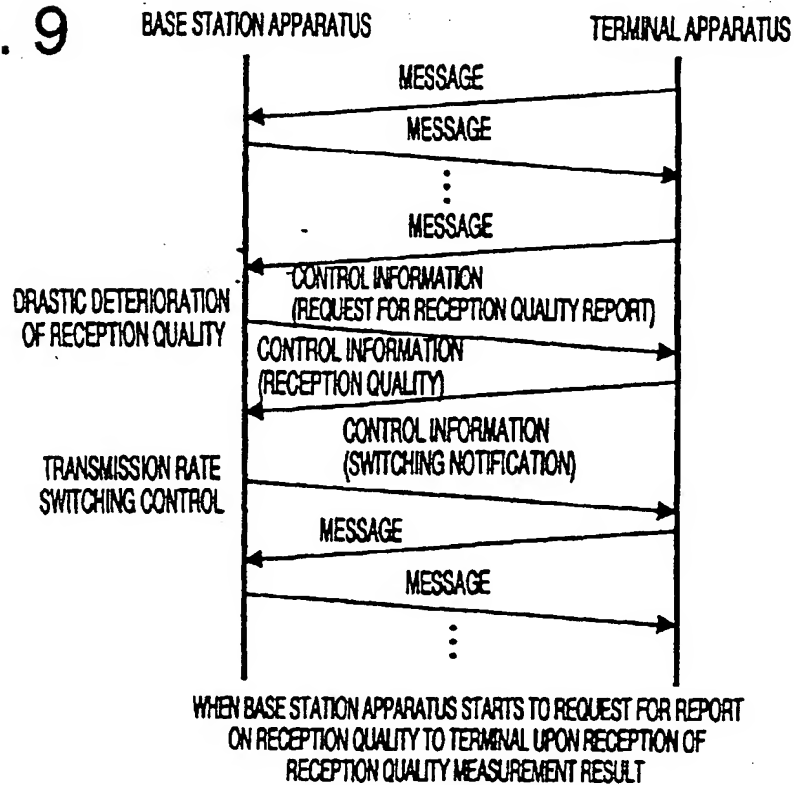 . 9
BASE STATION APPARATUS
TERMINAL APPARATUS
MESSAGE
MESSAGE
MESSAGE
DRASTIC DETERIORATION
OF RECEPTION QUALITY
CONTROL INFORMATION
(REQUEST FOR RECEPTION QUALITY REPORT)
CONTROL INFORMATION
(RECEPTION QUALITY)
TRANSMISSION RATE
SWITCHING CONTROL
CONTROL INFORMATION
(SWITCHING NOTIFICATION)
MESSAGE
MESSAGE
WHEN BASE STATION APPARATUS STARTS TO REQUEST FOR REPORT
ON RECEPTION QUALITY TO TERMINAL UPON RECEPTION OF
RECEPTION QUALITY MEASUREMENT RESULT